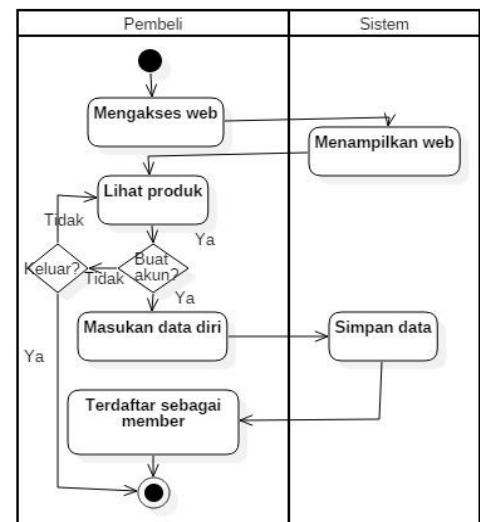 Pembeli
Sistem
Mengakses web
Menampilkan web
Lihat produk
Tidak
Ya
Keluar?
Tidak
Buat
akun?
Ya
Masukan data diri
Simpan data
Ya
Terdaftar sebagai
member